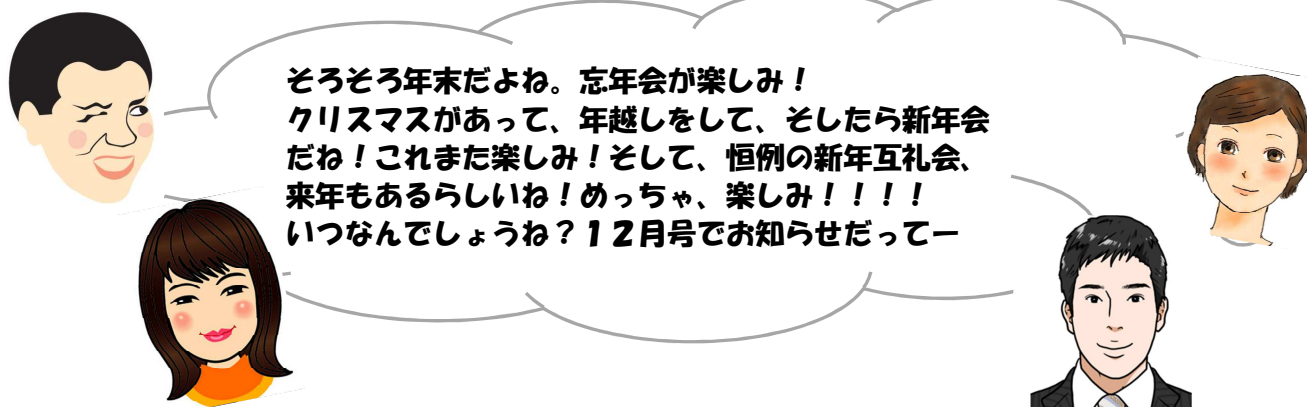 そろそろ年末だよね。忘年会が楽しみ！
クリスマスがあって、年越しをして、そしたら新年会
だね！これまた楽しみ！そして、恒例の新年互礼会、
来年もあるらしいね！めっちゃ、楽しみ！！！！
いつなんでしょうね？１２月号でお知らせだってー